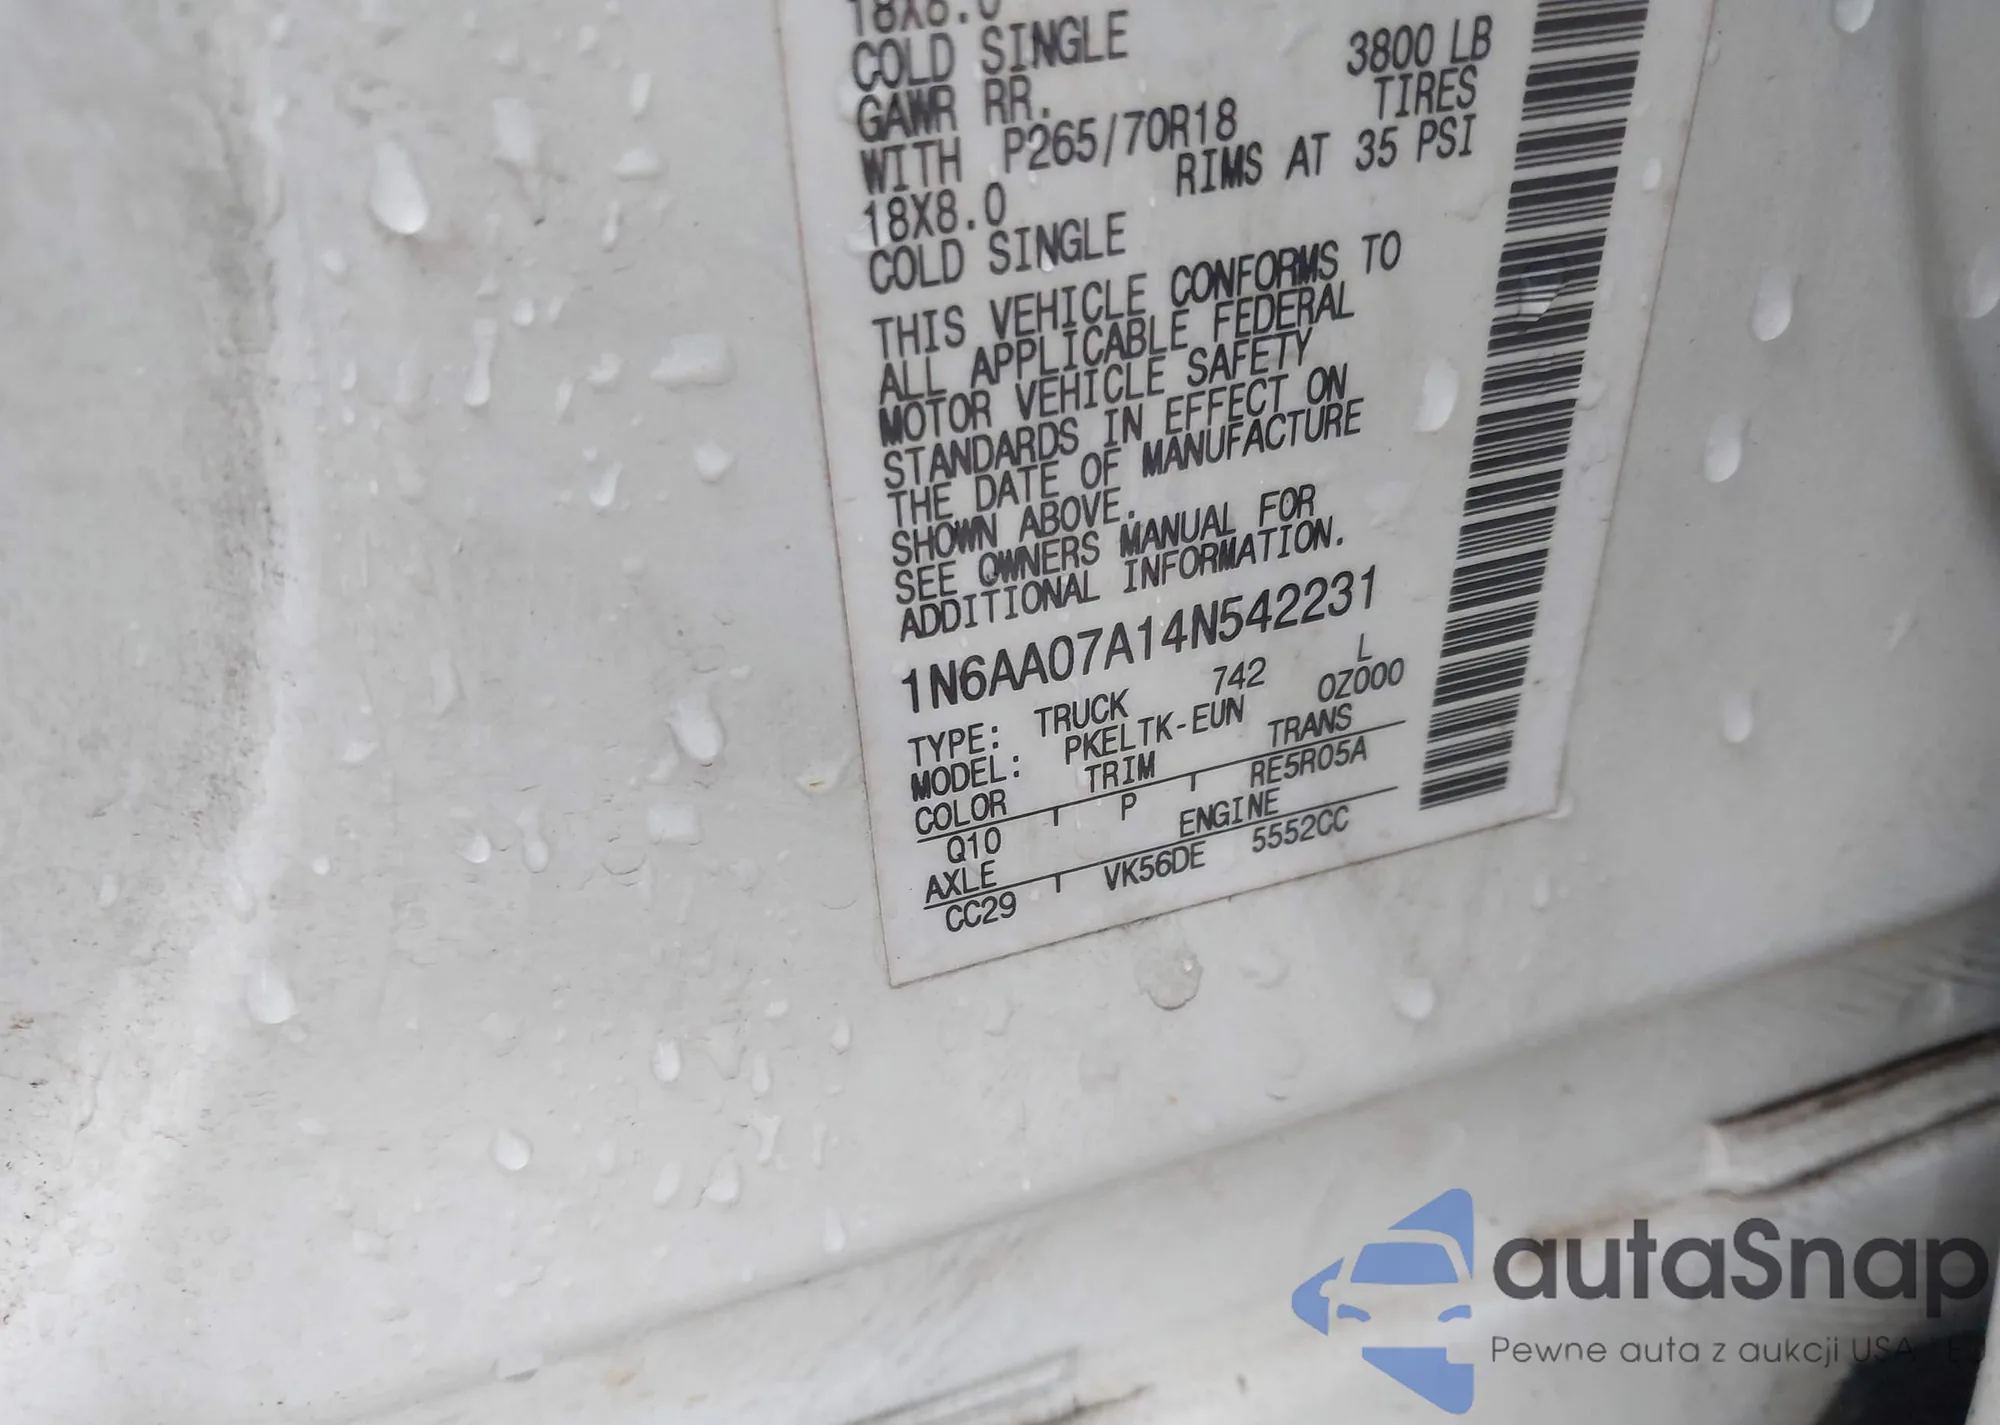 18X8.0
COLD SINGLE
GAWR RR. 3800 LB
WITH P265/70R18 TIRES
18X8.0 RIMS AT 35 PSI
COLD SINGLE
THIS VEHICLE CONFORMS TO
ALL APPLICABLE FEDERAL
MOTOR VEHICLE SAFETY
STANDARDS IN EFFECT ON
THE DATE OF MANUFACTURE
SHOWN ABOVE.
SEE OWNERS MANUAL FOR
ADDITIONAL INFORMATION.
1N6AA07A14N542231
TYPE: TRUCK 742 L
MODEL: PKELTK-EUN 0Z000
COLOR TRIM TRANS
Q10 P RE5R05A
AXLE ENGINE
CC29 VK56DE 5552CC
autaSnap
Pewne auta z aukcji USA